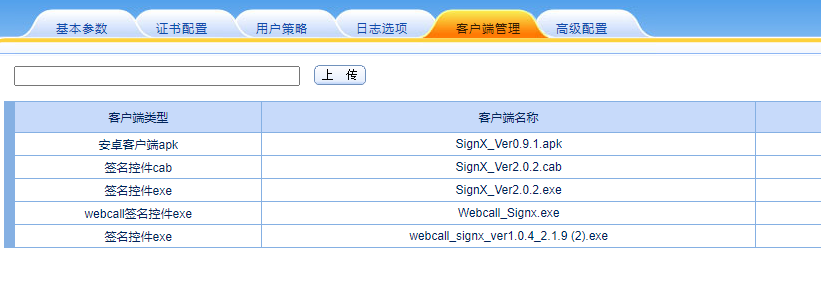 基本参数 证书配置 用户策略 日志选项 客户端管理 高级配置
上 传
客户端类型 客户端名称
安卓客户端apk SignX_Ver0.9.1.apk
签名控件cab SignX_Ver2.0.2.cab
签名控件exe SignX_Ver2.0.2.exe
webcall签名控件exe Webcall_Signx.exe
签名控件exe webcall_signx_ver1.0.4_2.1.9 (2).exe